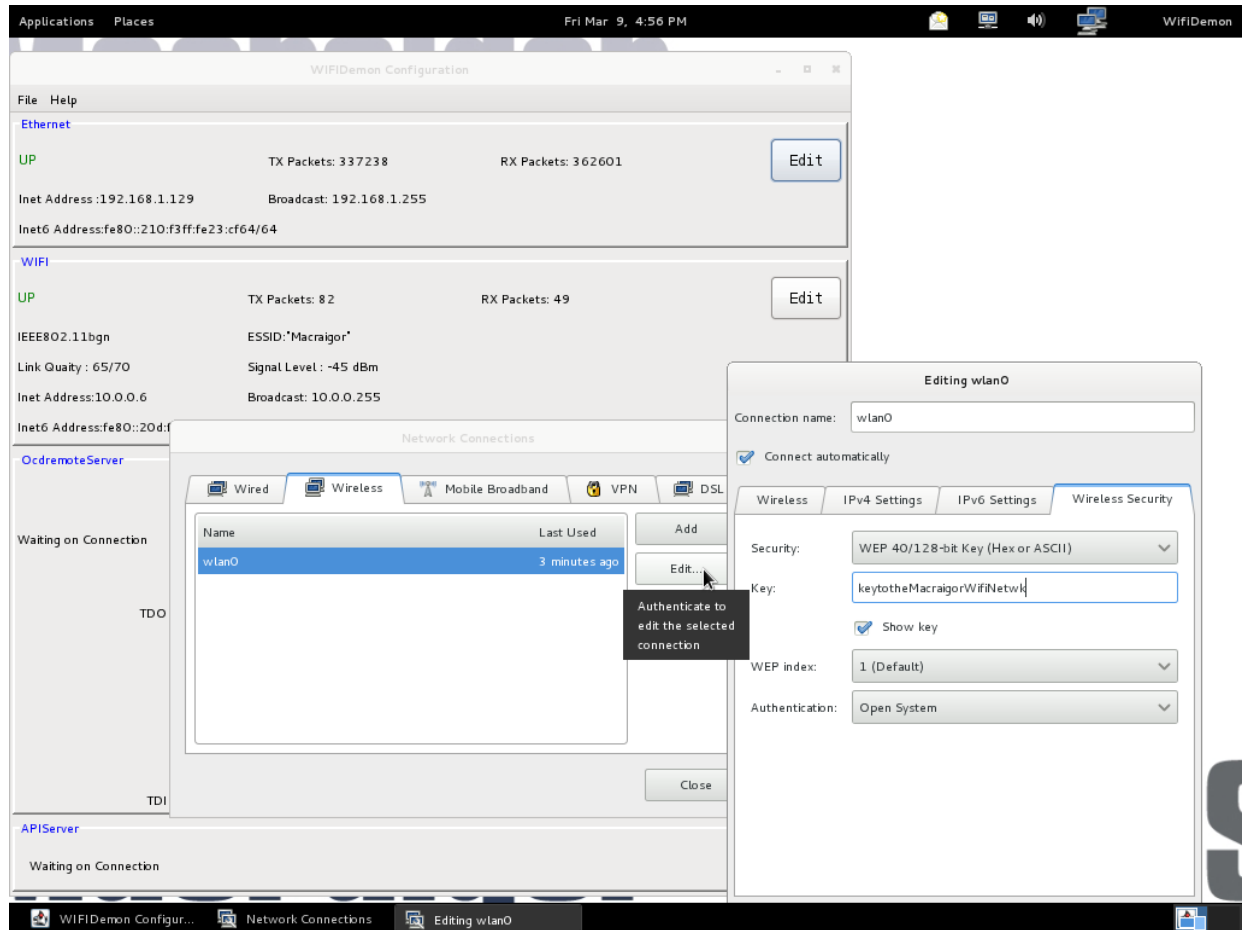 Applications Places Fri Mar 9, 4:56 PM WifiDemon
WIFIDemon Configuration
File Help
Ethernet
UP TX Packets: 337238 RX Packets: 362601 Edit
Inet Address :192.168.1.129 Broadcast: 192.168.1.255
Inet6 Address:fe80::210:f3ff:fe23:cf64/64
WIFI
UP TX Packets: 82 RX Packets: 49 Edit
IEEE802.11bgn ESSID:"Macraigor"
Link Quaity : 65/70 Signal Level : -45 dBm
Inet Address:10.0.0.6 Broadcast: 10.0.0.255
Inet6 Address:fe80::20d:f
OcdremoteServer
Waiting on Connection
TDO
TDI
APIServer
Waiting on Connection
Network Connections
Wired Wireless Mobile Broadband VPN DSL
Name Last Used Add
wlan0 3 minutes ago Edit...
Authenticate to
edit the selected
connection
Close
Editing wlan0
Connection name: wlan0
Connect automatically
Wireless IPv4 Settings IPv6 Settings Wireless Security
Security: WEP 40/128-bit Key (Hex or ASCII)
Key: keytotheMacraigorWifiNetwk
Show key
WEP index: 1 (Default)
Authentication: Open System
WIFIDemon Configur... Network Connections Editing wlan0